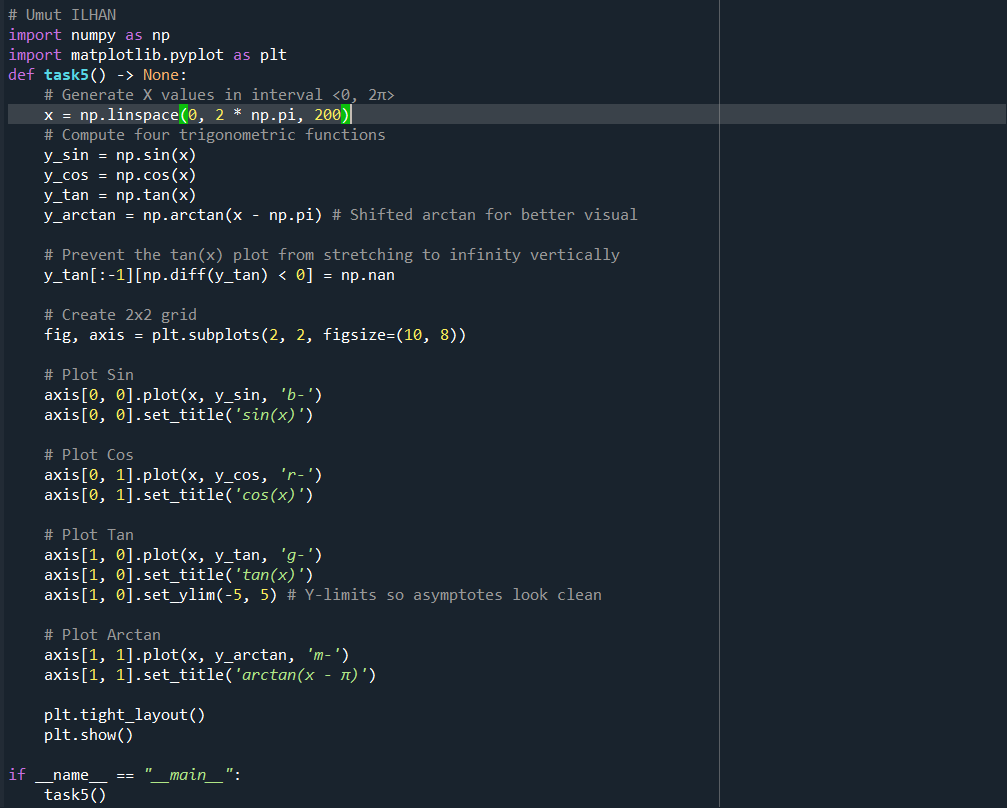 # Umut ILHAN
import numpy as np
import matplotlib.pyplot as plt
def task5() -> None:
    # Generate X values in interval <0, 2π>
    x = np.linspace(0, 2 * np.pi, 200)
    # Compute four trigonometric functions
    y_sin = np.sin(x)
    y_cos = np.cos(x)
    y_tan = np.tan(x)
    y_arctan = np.arctan(x - np.pi) # Shifted arctan for better visual

    # Prevent the tan(x) plot from stretching to infinity vertically
    y_tan[:-1][np.diff(y_tan) < 0] = np.nan

    # Create 2x2 grid
    fig, axis = plt.subplots(2, 2, figsize=(10, 8))

    # Plot Sin
    axis[0, 0].plot(x, y_sin, 'b-')
    axis[0, 0].set_title('sin(x)')

    # Plot Cos
    axis[0, 1].plot(x, y_cos, 'r-')
    axis[0, 1].set_title('cos(x)')

    # Plot Tan
    axis[1, 0].plot(x, y_tan, 'g-')
    axis[1, 0].set_title('tan(x)')
    axis[1, 0].set_ylim(-5, 5) # Y-limits so asymptotes look clean

    # Plot Arctan
    axis[1, 1].plot(x, y_arctan, 'm-')
    axis[1, 1].set_title('arctan(x - π)')

    plt.tight_layout()
    plt.show()

if __name__ == "__main__":
    task5()